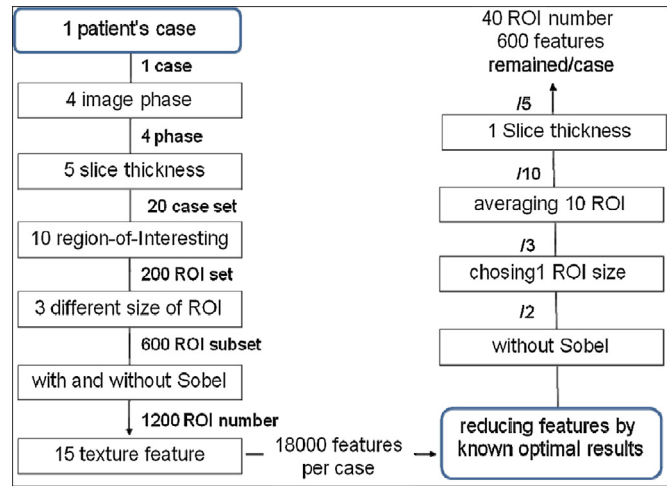 1 patient's case
1 case
4 image phase
4 phase
5 slice thickness
20 case set
10 region-of-Interesting
200 ROI set
3 different size of ROI
600 ROI subset
with and without Sobel
1200 ROI number
15 texture feature
18000 features
per case
reducing features by
known optimal results
without Sobel
/2
chosing1 ROI size
/3
averaging 10 ROI
/10
1 Slice thickness
/5
40 ROI number
600 features
remained/case